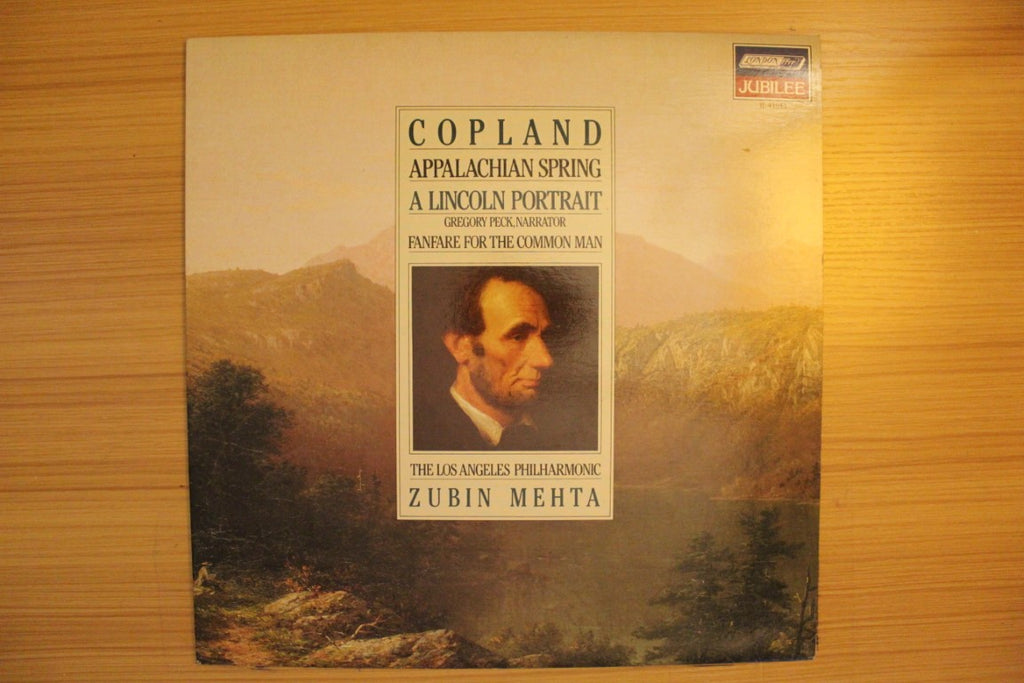 LONDON
JUBILEE
COPLAND
APPALACHIAN SPRING
A LINCOLN PORTRAIT
GREGORY PECK, NARRATOR
FANFARE FOR THE COMMON MAN
THE LOS ANGELES PHILHARMONIC
ZUBIN MEHTA